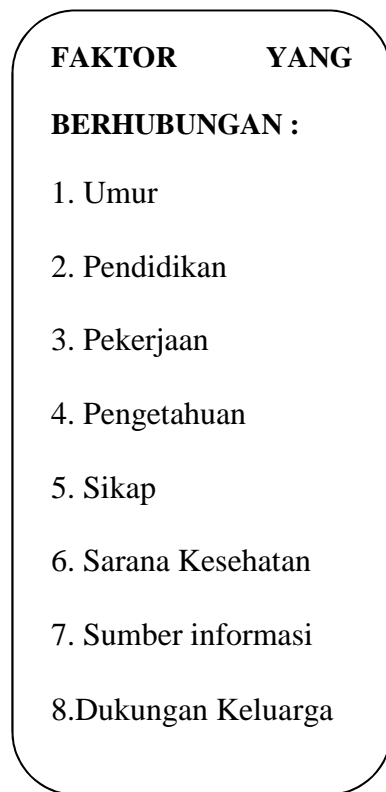 FAKTOR YANG
BERHUBUNGAN :
1. Umur
2. Pendidikan
3. Pekerjaan
4. Pengetahuan
5. Sikap
6. Sarana Kesehatan
7. Sumber informasi
8.Dukungan Keluarga